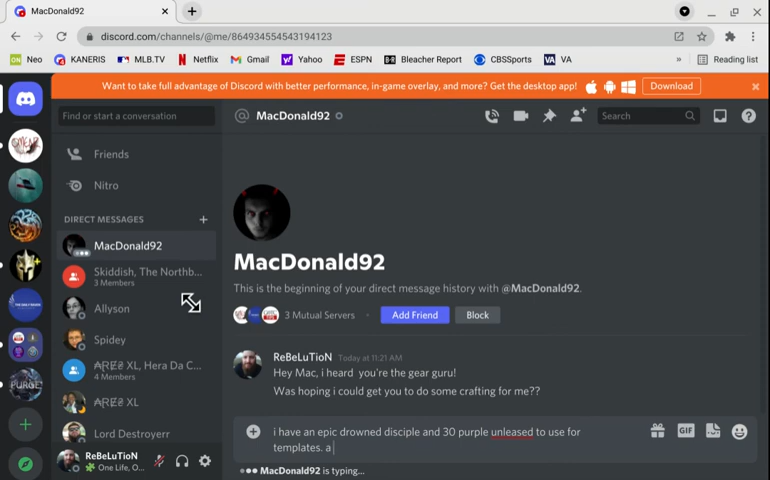 MacDonald92
discord.com/channels/@me/864934554543194123
Neo KANERIS MLB.TV Netflix Gmail Yahoo ESPN Bleacher Report CBSSports VA VA » Reading list
Want to take full advantage of Discord with better performance, in-game overlay, and more? Get the desktop app! Download
Find or start a conversation
@ MacDonald92
Search
Friends
Nitro
DIRECT MESSAGES +
MacDonald92
Skiddish, The Northb...
3 Members
Allyson
Spidey
₳ⱤɆ₴ XL, Hera Da C...
4 Members
₳ⱤɆ₴ XL
Lord Destroyerr
ReBeLuTioN
One Life, O...
MacDonald92
This is the beginning of your direct message history with @MacDonald92.
3 Mutual Servers
Add Friend
Block
ReBeLuTioN Today at 11:21 AM
Hey Mac, i heard you're the gear guru!
Was hoping i could get you to do some crafting for me??
i have an epic drowned disciple and 30 purple unleased to use for
templates. a
GIF
MacDonald92 is typing...